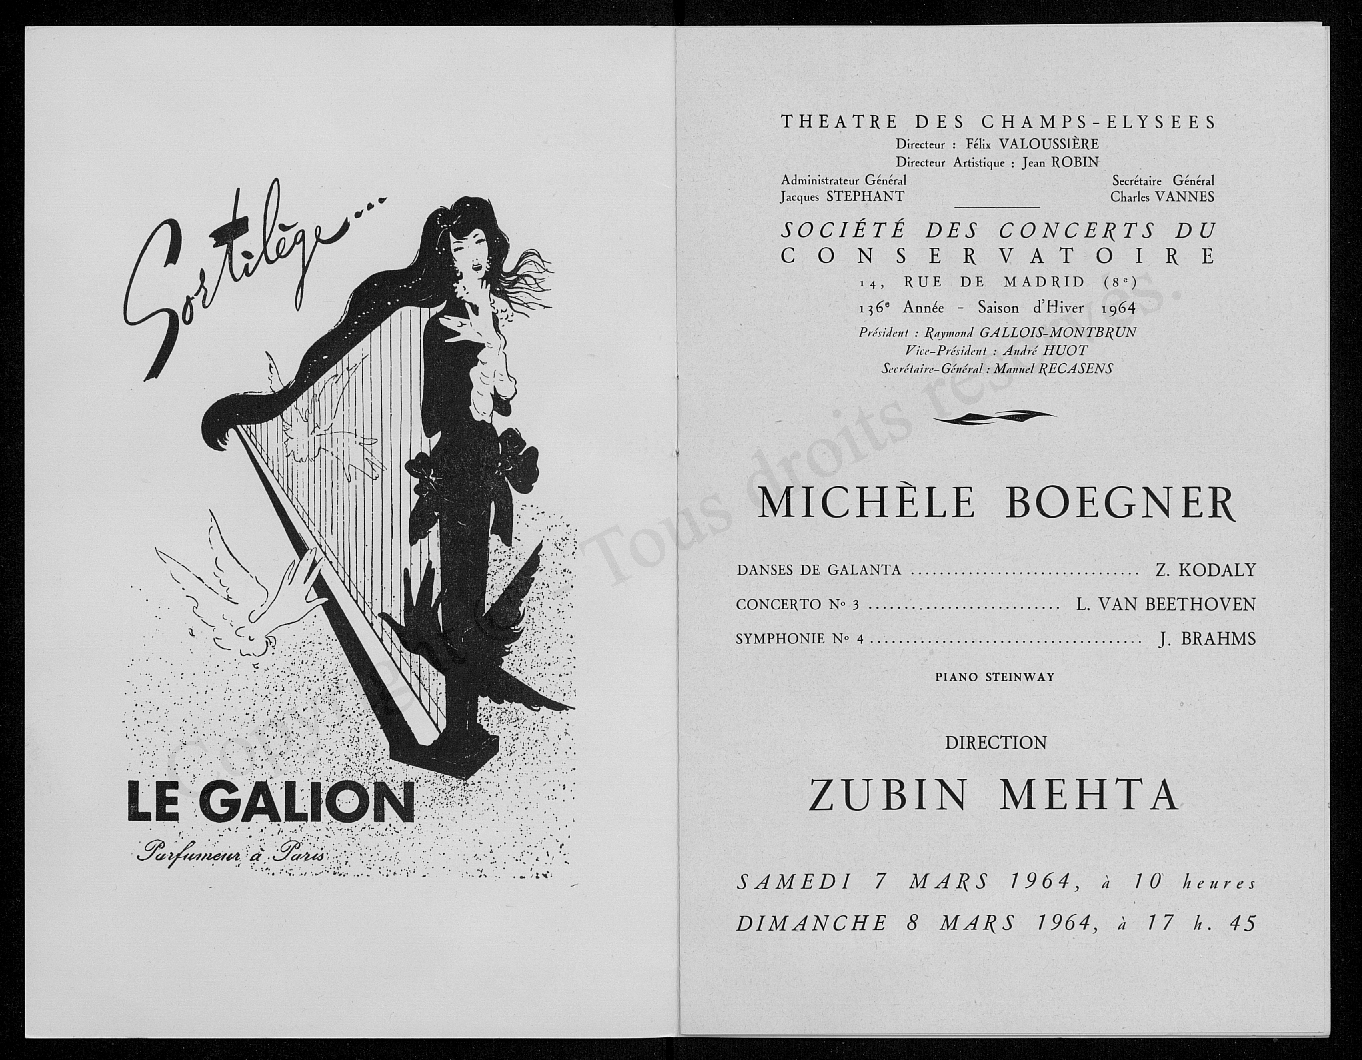 Sortilège...
LE GALION
Parfumeur à Paris
THEATRE DES CHAMPS-ELYSEES
Directeur : Félix VALOUSSIÈRE
Directeur Artistique : Jean ROBIN
Administrateur Général
Jacques STEPHANT
Secrétaire Général
Charles VANNES
SOCIÉTÉ DES CONCERTS DU
CONSERVATOIRE
14, RUE DE MADRID (8e)
136e Année - Saison d'Hiver 1964
Président : Raymond GALLOIS-MONTBRUN
Vice-Président : André HUOT
Secrétaire-Général : Manuel RECASENS
MICHÈLE BOEGNER
DANSES DE GALANTA ................................ Z. KODALY
CONCERTO No 3 ........................... L. VAN BEETHOVEN
SYMPHONIE No 4 ...................................... J. BRAHMS
PIANO STEINWAY
DIRECTION
ZUBIN MEHTA
SAMEDI 7 MARS 1964, à 10 heures
DIMANCHE 8 MARS 1964, à 17 h. 45
Tous droits réservés.